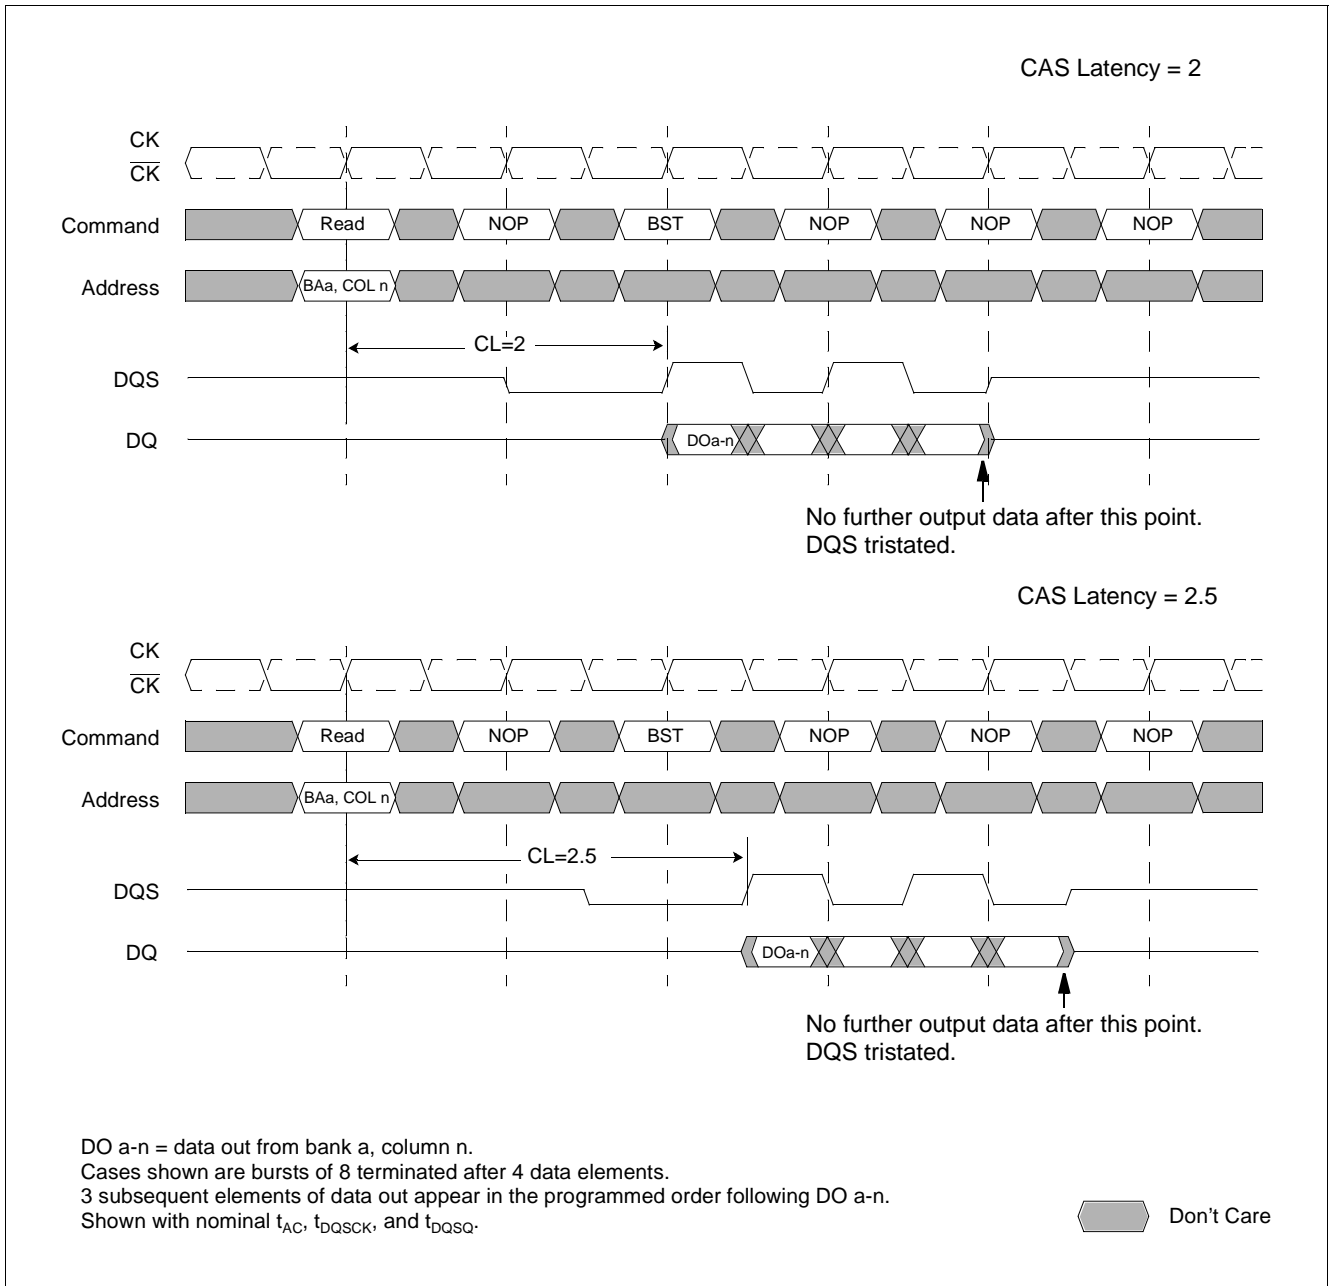 CAS Latency = 2
CK
CK
Command Read NOP BST NOP NOP NOP
Address BAa, COL n
CL=2
DQS
DQ DOa-n
No further output data after this point.
DQS tristated.
CAS Latency = 2.5
CK
CK
Command Read NOP BST NOP NOP NOP
Address BAa, COL n
CL=2.5
DQS
DQ DOa-n
No further output data after this point.
DQS tristated.
DO a-n = data out from bank a, column n.
Cases shown are bursts of 8 terminated after 4 data elements.
3 subsequent elements of data out appear in the programmed order following DO a-n.
Shown with nominal tAC, tDQSCK, and tDQSQ.
Don't Care